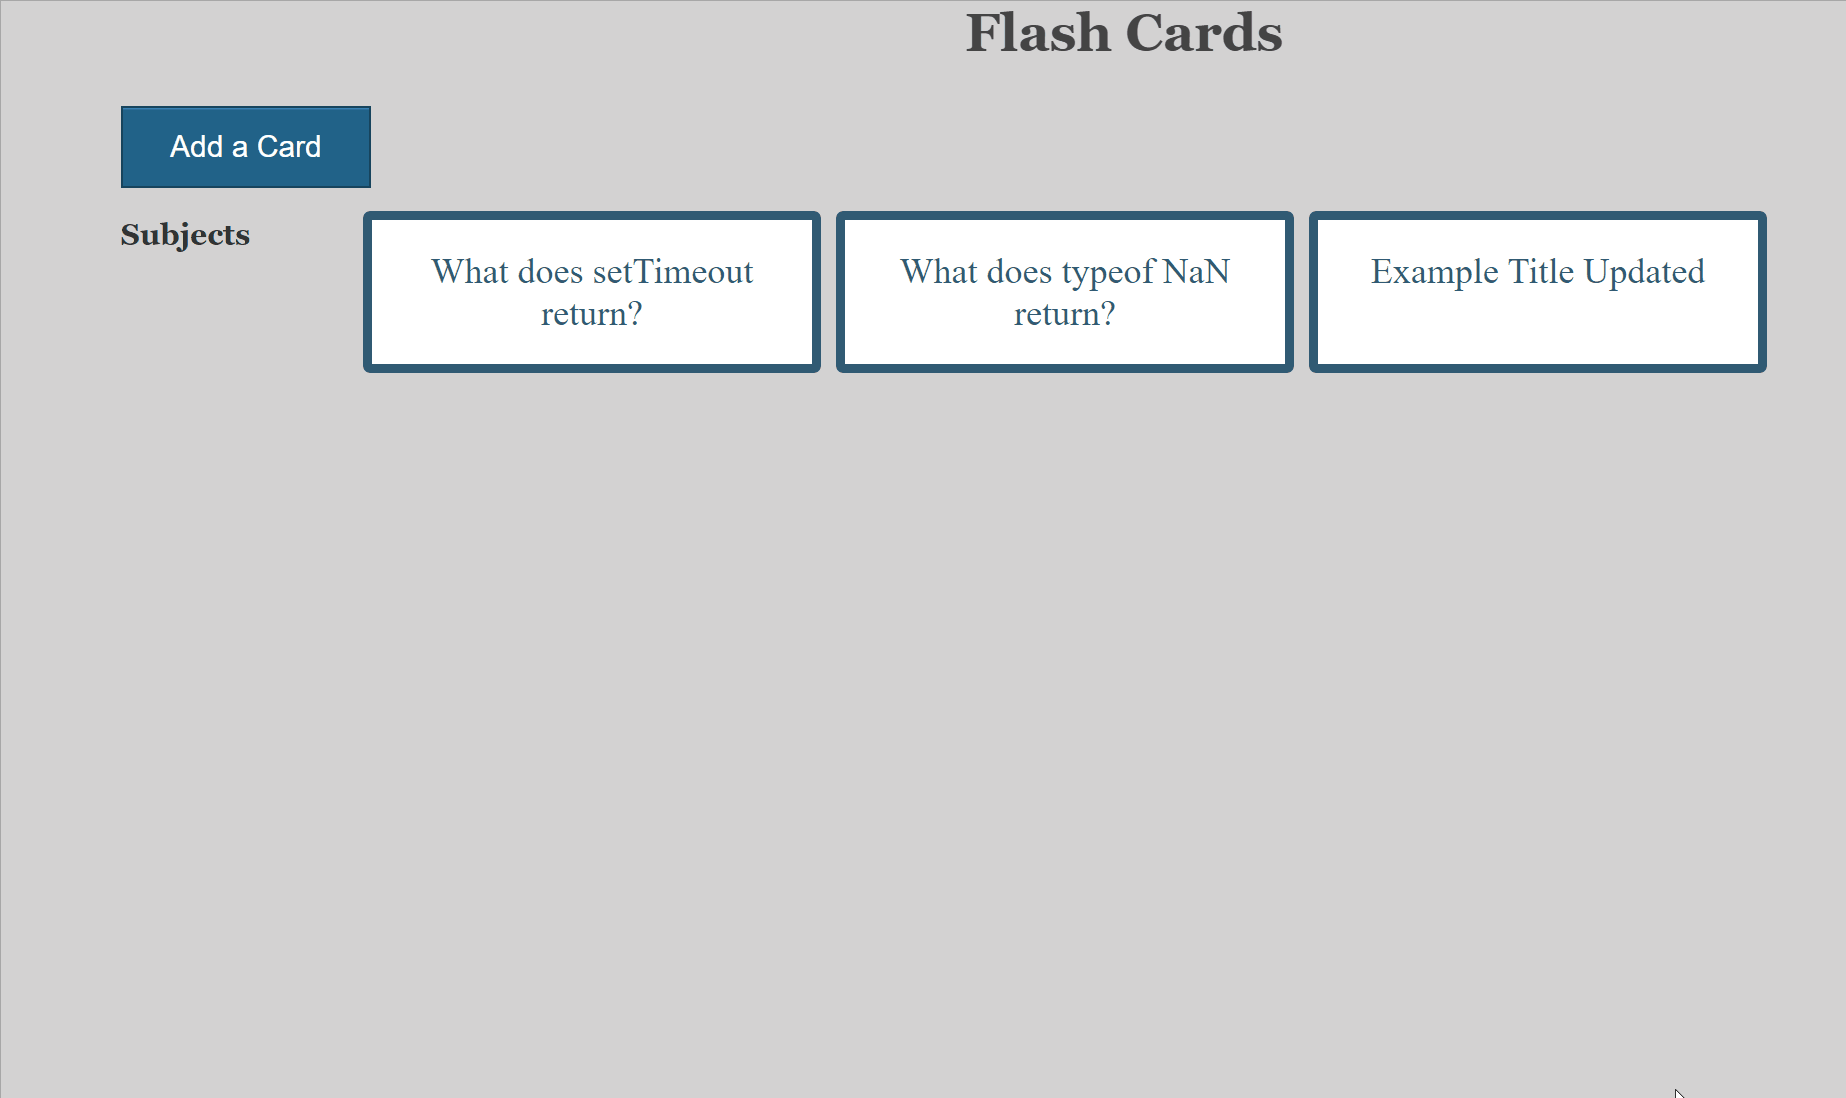 Flash Cards
Add a Card
Subjects
What does setTimeout
return?
What does typeof NaN
return?
Example Title Updated